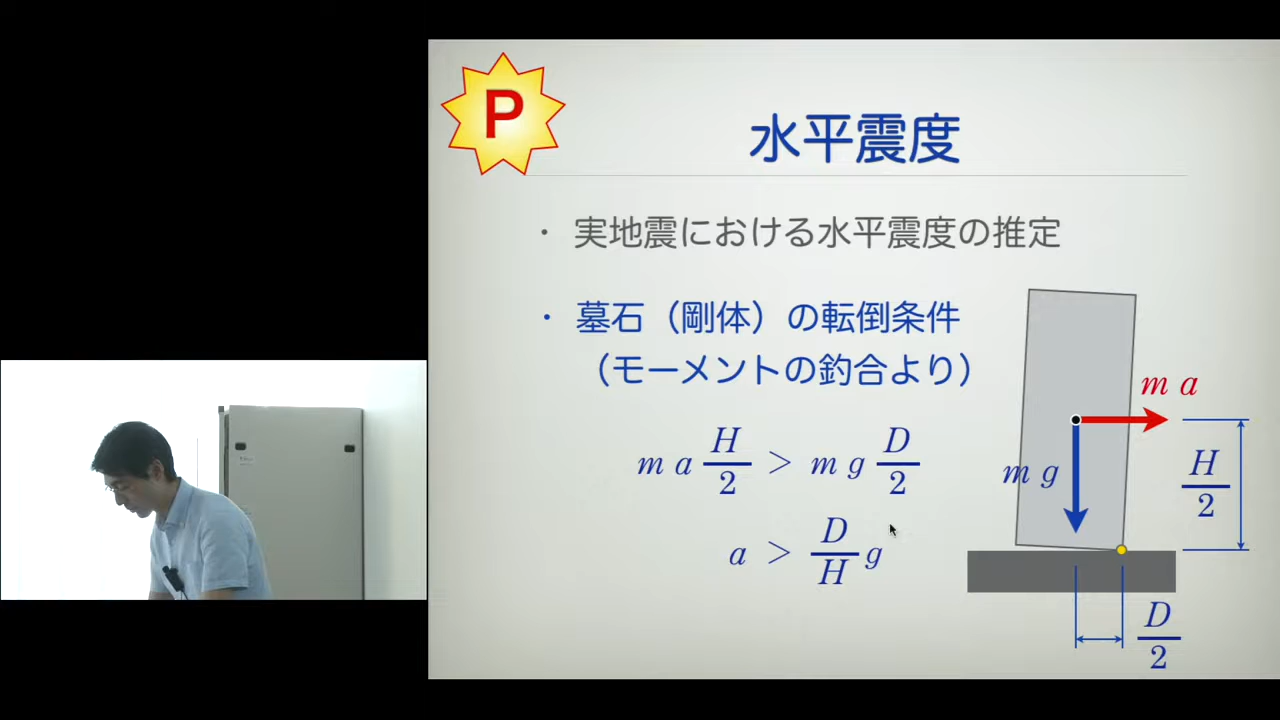 P
水平震度
・ 実地震における水平震度の推定
・ 墓石（剛体）の転倒条件
（モーメントの釣合より）
m a H/2 > m g D/2
a > D/H g
m a
m g
H/2
D/2